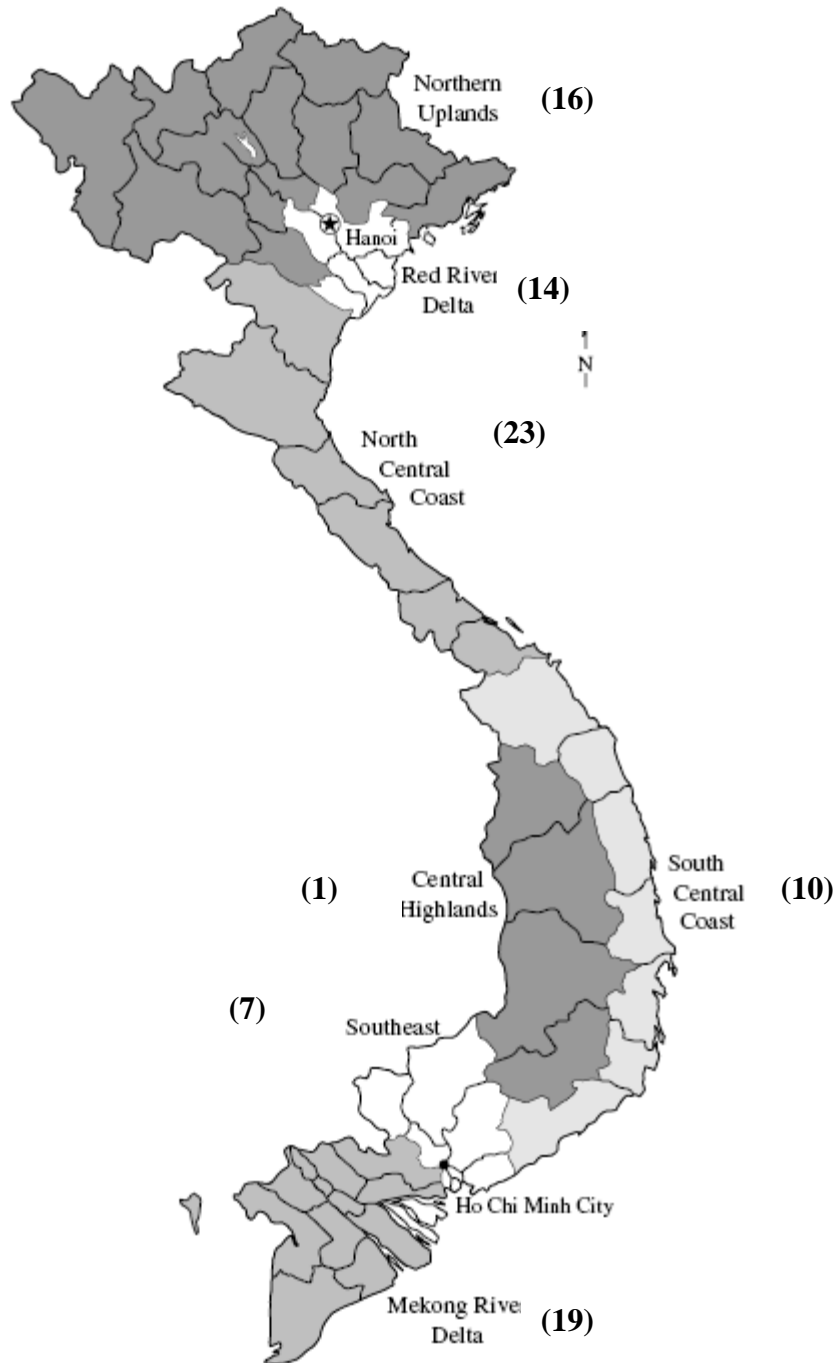 Northern
Uplands
(16)
Hanoi
Red River
Delta
(14)
N
North
Central
Coast
(23)
Central
Highlands
(1)
South
Central
Coast
(10)
Southeast
(7)
Ho Chi Minh City
Mekong River
Delta
(19)